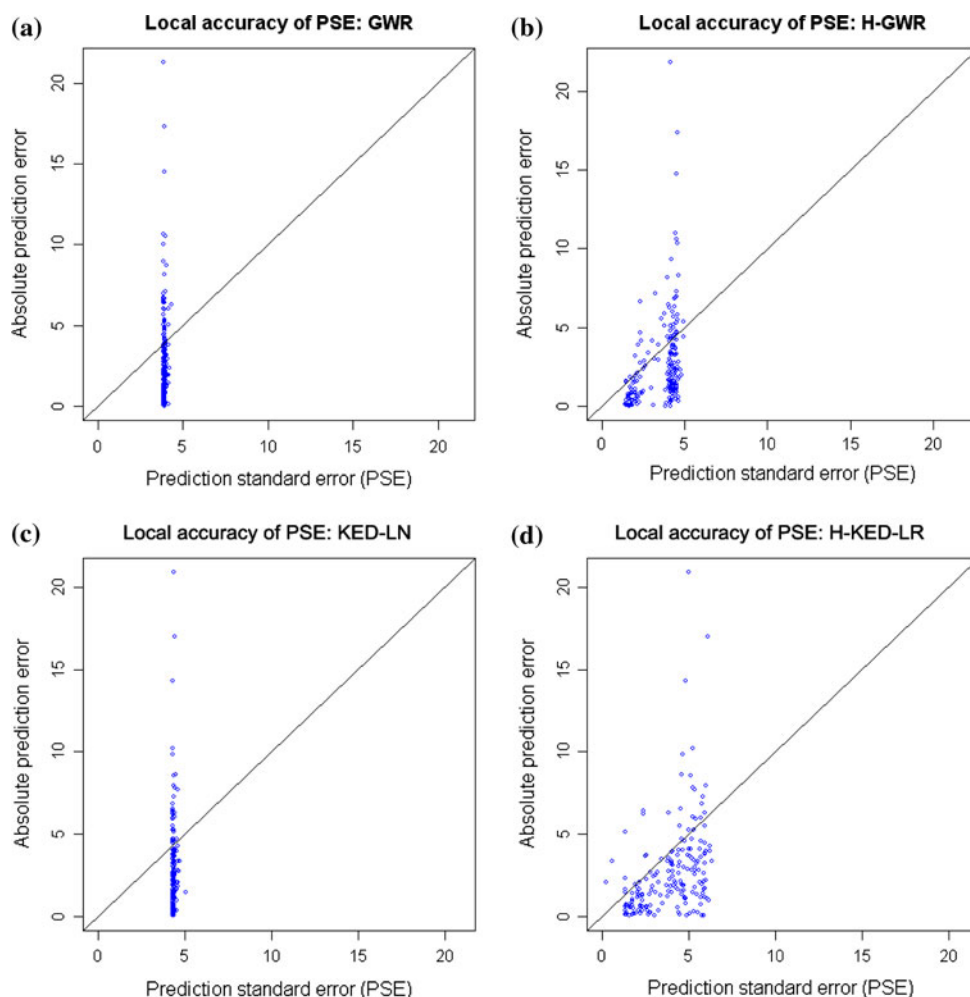 (a)
Local accuracy of PSE: GWR
Absolute prediction error
20
15
10
5
0
0 5 10 15 20
Prediction standard error (PSE)
(b)
Local accuracy of PSE: H-GWR
Absolute prediction error
20
15
10
5
0
0 5 10 15 20
Prediction standard error (PSE)
(c)
Local accuracy of PSE: KED-LN
Absolute prediction error
20
15
10
5
0
0 5 10 15 20
Prediction standard error (PSE)
(d)
Local accuracy of PSE: H-KED-LR
Absolute prediction error
20
15
10
5
0
0 5 10 15 20
Prediction standard error (PSE)